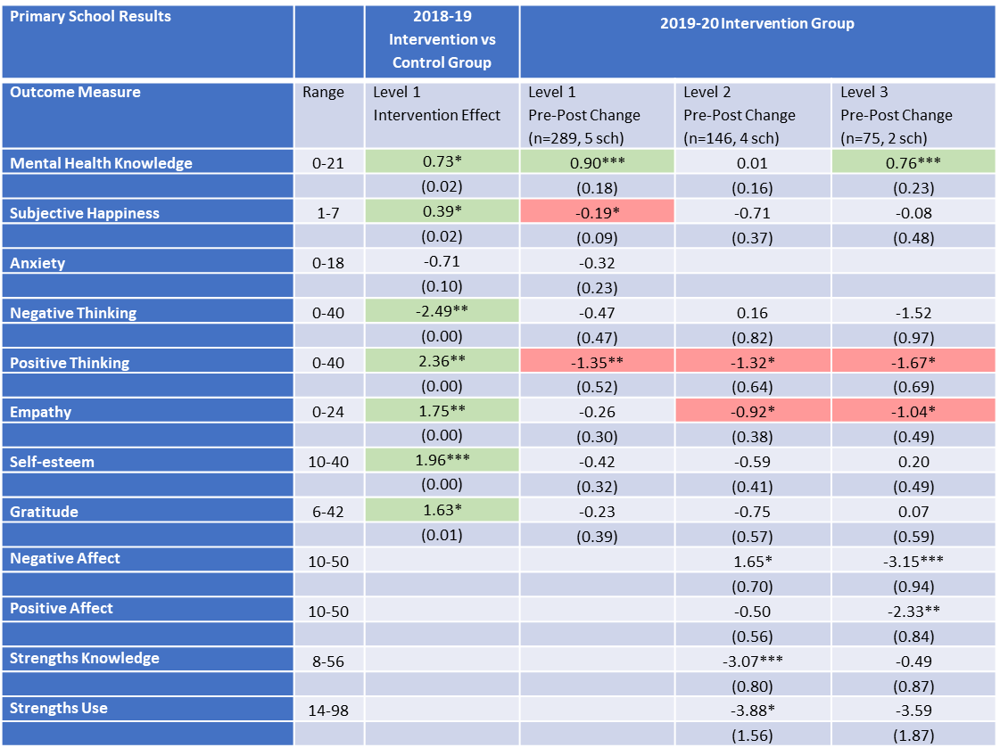 Primary School Results
2018-19
Intervention vs
Control Group
2019-20 Intervention Group
Outcome Measure Range Level 1
Intervention Effect
Level 1
Pre-Post Change
(n=289, 5 sch)
Level 2
Pre-Post Change
(n=146, 4 sch)
Level 3
Pre-Post Change
(n=75, 2 sch)
Mental Health Knowledge 0-21 0.73* 0.90*** 0.01 0.76***
(0.02) (0.18) (0.16) (0.23)
Subjective Happiness 1-7 0.39* -0.19* -0.71 -0.08
(0.02) (0.09) (0.37) (0.48)
Anxiety 0-18 -0.71 -0.32
(0.10) (0.23)
Negative Thinking 0-40 -2.49** -0.47 0.16 -1.52
(0.00) (0.47) (0.82) (0.97)
Positive Thinking 0-40 2.36** -1.35** -1.32* -1.67*
(0.00) (0.52) (0.64) (0.69)
Empathy 0-24 1.75** -0.26 -0.92* -1.04*
(0.00) (0.30) (0.38) (0.49)
Self-esteem 10-40 1.96*** -0.42 -0.59 0.20
(0.00) (0.32) (0.41) (0.49)
Gratitude 6-42 1.63* -0.23 -0.75 0.07
(0.01) (0.39) (0.57) (0.59)
Negative Affect 10-50 1.65* -3.15***
(0.70) (0.94)
Positive Affect 10-50 -0.50 -2.33**
(0.56) (0.84)
Strengths Knowledge 8-56 -3.07*** -0.49
(0.80) (0.87)
Strengths Use 14-98 -3.88* -3.59
(1.56) (1.87)